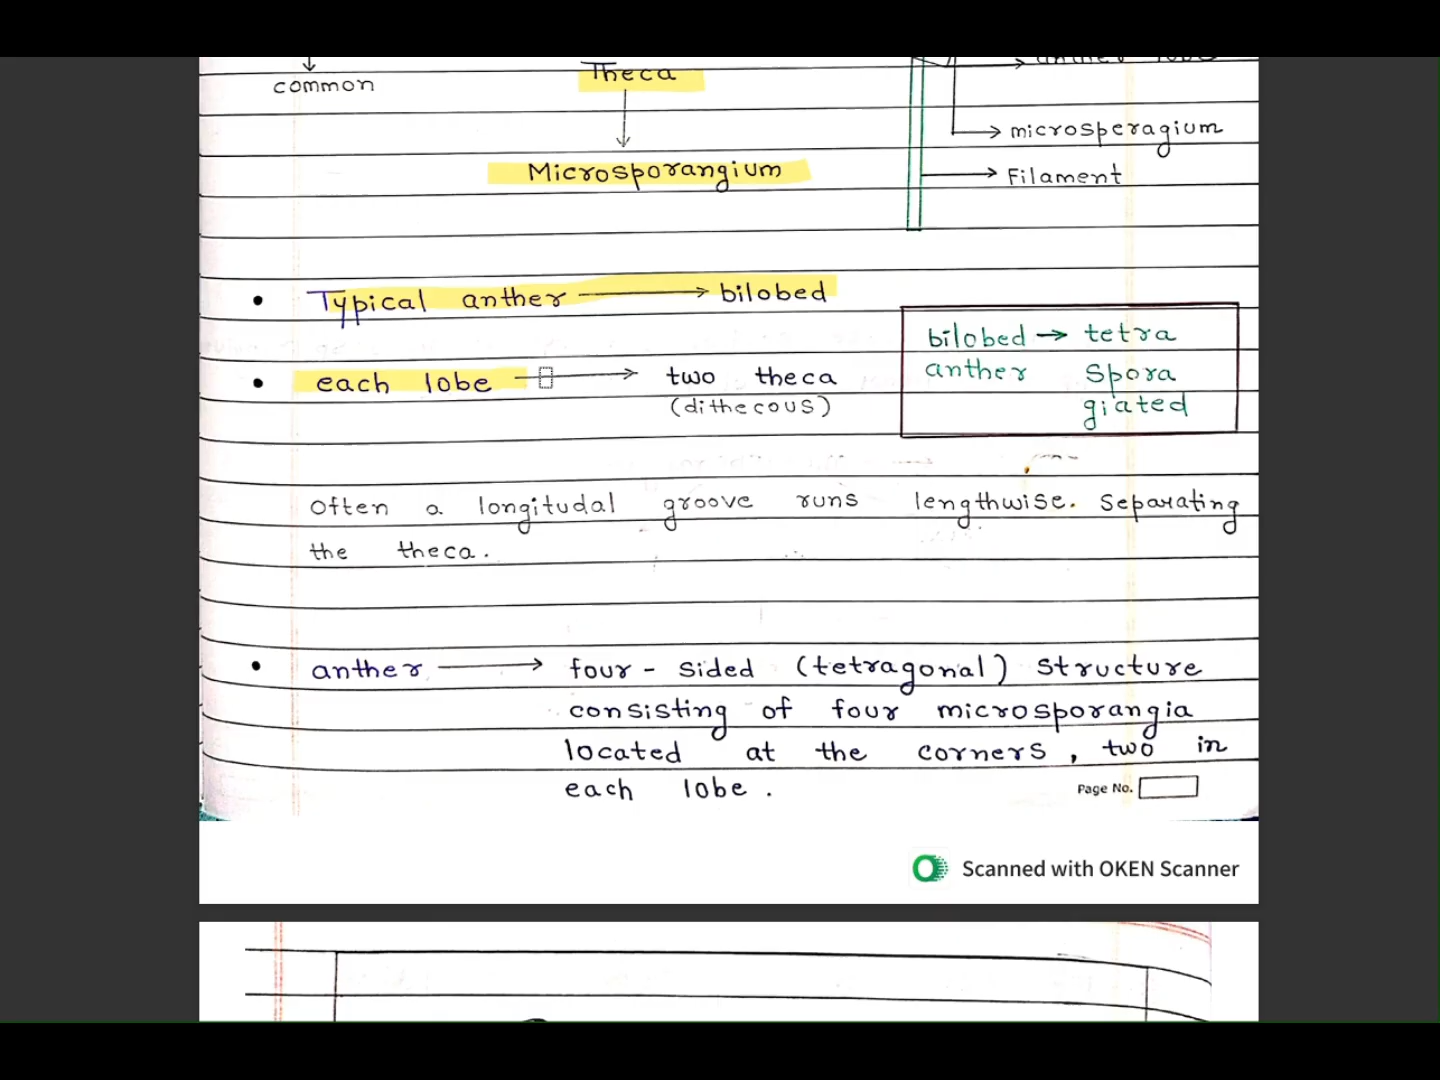 common
Theca
anther lobe
microsperagium
Microsporangium
Filament
Typical anther → bilobed
bilobed → tetra
anther spora
giated
each lobe → two theca
(dithecous)
Often a longitudal groove runs lengthwise. Separating
the theca.
anther → four - sided (tetragonal) structure
consisting of four microsporangia
located at the corners, two in
each lobe.
Page No.
Scanned with OKEN Scanner